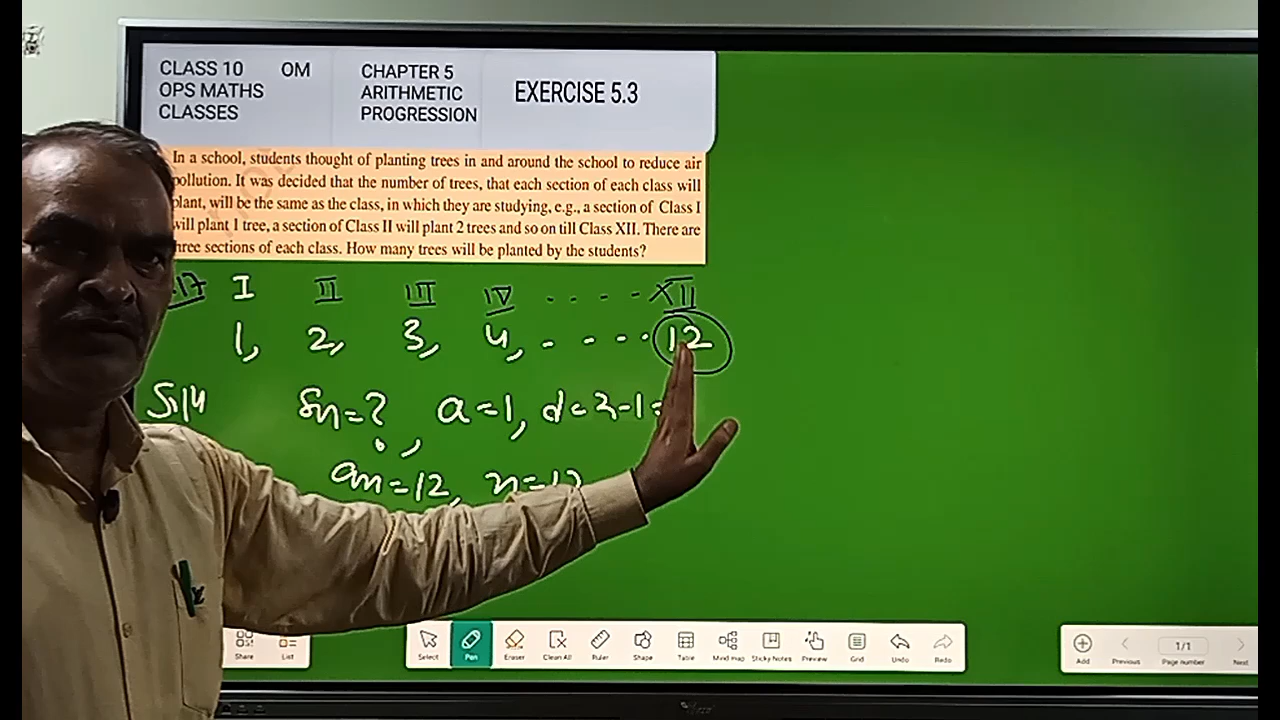 CLASS 10 OM
OPS MATHS
CLASSES
CHAPTER 5
ARITHMETIC
PROGRESSION
EXERCISE 5.3
In a school, students thought of planting trees in and around the school to reduce air
pollution. It was decided that the number of trees, that each section of each class will
plant, will be the same as the class, in which they are studying, e.g., a section of Class I
will plant 1 tree, a section of Class II will plant 2 trees and so on till Class XII. There are
three sections of each class. How many trees will be planted by the students?
17 I II III IV . . . . . XII
1, 2, 3, 4, . - - - . 12
Sn=?, a=1, d=2-1=
an=12, n=12
Share
List
Select
Pen
Eraser
Clean All
Ruler
Shape
Table
Mind map
Sticky Notes
Preview
Grid
Undo
Redo
Add
Previous
1/1
Page number
Next